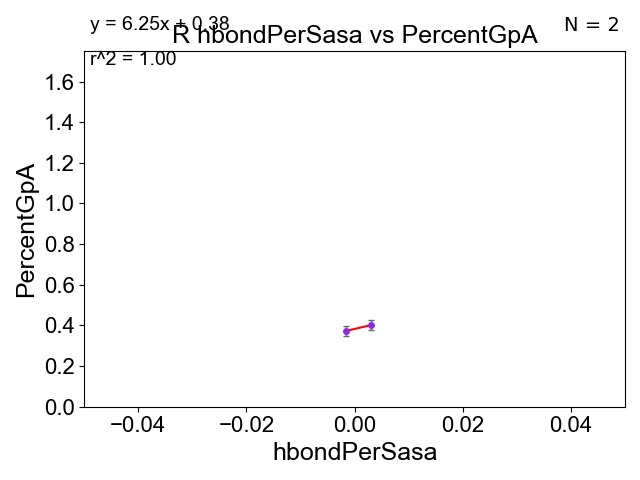 y = 6.25x + 0.38
N = 2
R hbondPerSasa vs PercentGpA
r^2 = 1.00
1.6
1.4
1.2
1.0
0.8
0.6
0.4
0.2
0.0
PercentGpA
−0.04 −0.02 0.00 0.02 0.04
hbondPerSasa